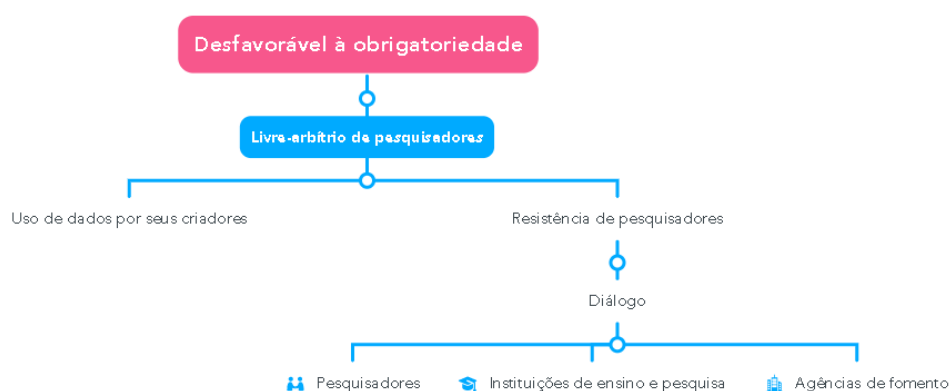 Desfavorável à obrigatoriedade
Livre-arbítrio de pesquisadores
Uso de dados por seus criadores
Resistência de pesquisadores
Diálogo
Pesquisadores
Instituições de ensino e pesquisa
Agências de fomento